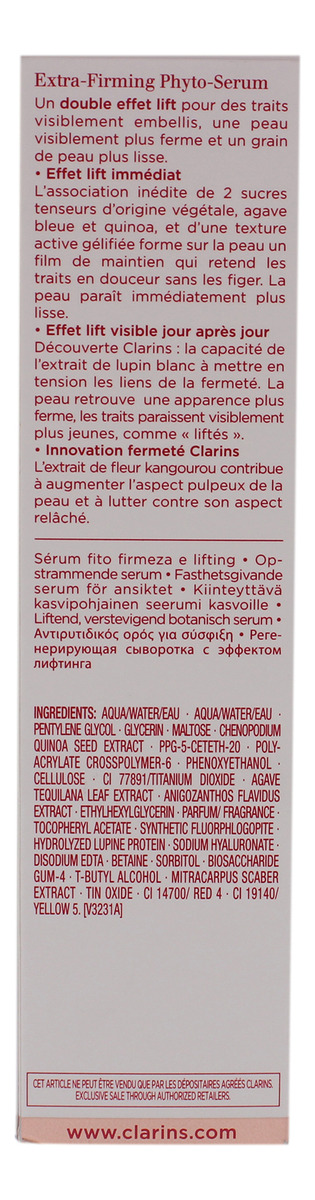 Extra-Firming Phyto-Serum
Un double effet lift pour des traits
visiblement embellis, une peau
visiblement plus ferme et un grain
de peau plus lisse.
• Effet lift immédiat
L'association inédite de 2 sucres
tenseurs d'origine végétale, agave
bleue et quinoa, et d'une texture
active gélifiée forme sur la peau un
film de maintien qui retend les
traits en douceur sans les figer. La
peau paraît immédiatement plus
lisse.
• Effet lift visible jour après jour
Découverte Clarins : la capacité de
l'extrait de lupin blanc à mettre en
tension les liens de la fermeté. La
peau retrouve une apparence plus
ferme, les traits paraissent visiblement
plus jeunes, comme « liftés ».
• Innovation fermeté Clarins
L'extrait de fleur kangourou contribue
à augmenter l'aspect pulpeux de la
peau et à lutter contre son aspect
relâché.
Sérum fito firmeza e lifting • Op-
strammende serum • Fasthetsgivande
serum för ansiktet • Kiinteyttävä
kasvipohjainen seerumi kasvoille •
Liftend, verstevigend botanisch serum •
Αντιρυτιδικός ορός για σύσφιξη • Реге-
нерирующая сыворотка с эффектом
лифтинга
INGREDIENTS: AQUA/WATER/EAU · AQUA/WATER/EAU ·
PENTYLENE GLYCOL · GLYCERIN · MALTOSE · CHENOPODIUM
QUINOA SEED EXTRACT · PPG-5-CETETH-20 · POLY-
ACRYLATE CROSSPOLYMER-6 · PHENOXYETHANOL ·
CELLULOSE · CI 77891/TITANIUM DIOXIDE · AGAVE
TEQUILANA LEAF EXTRACT · ANIGOZANTHOS FLAVIDUS
EXTRACT · ETHYLHEXYLGLYCERIN · PARFUM/ FRAGRANCE ·
TOCOPHERYL ACETATE · SYNTHETIC FLUORPHLOGOPITE ·
HYDROLYZED LUPINE PROTEIN · SODIUM HYALURONATE ·
DISODIUM EDTA · BETAINE · SORBITOL · BIOSACCHARIDE
GUM-4 · T-BUTYL ALCOHOL · MITRACARPUS SCABER
EXTRACT · TIN OXIDE · CI 14700/ RED 4 · CI 19140/
YELLOW 5. [V3231A]
CET ARTICLE NE PEUT ÊTRE VENDU QUE PAR LES DÉPOSITAIRES AGRÉÉS CLARINS.
EXCLUSIVE SALE THROUGH AUTHORIZED RETAILERS.
www.clarins.com